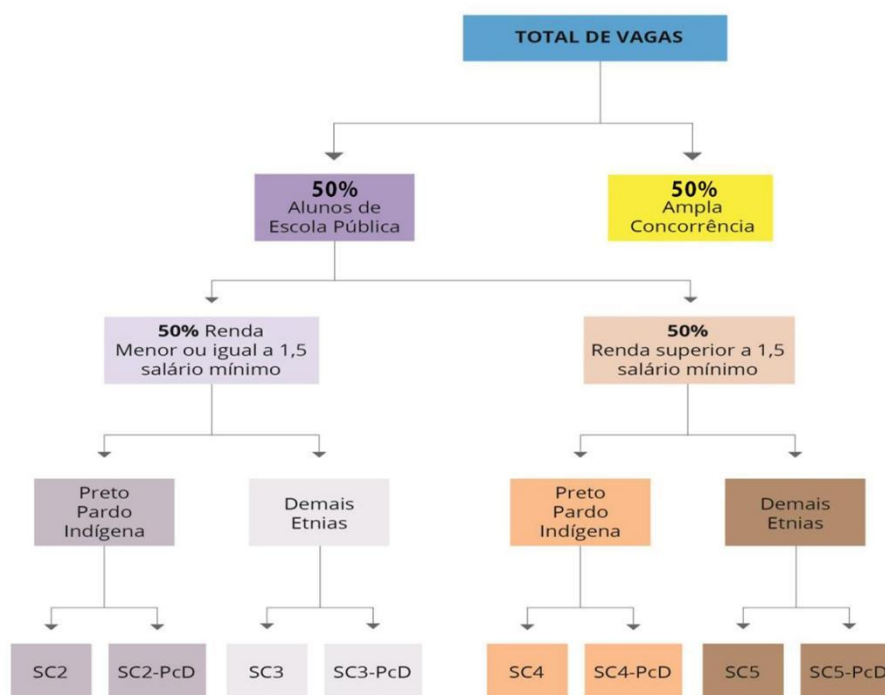 TOTAL DE VAGAS
50%
Alunos de
Escola Pública
50%
Ampla
Concorrência
50% Renda
Menor ou igual a 1,5
salário mínimo
50%
Renda superior a 1,5
salário mínimo
Preto
Pardo
Indígena
Demais
Etnias
Preto
Pardo
Indígena
Demais
Etnias
SC2
SC2-PcD
SC3
SC3-PcD
SC4
SC4-PcD
SC5
SC5-PcD